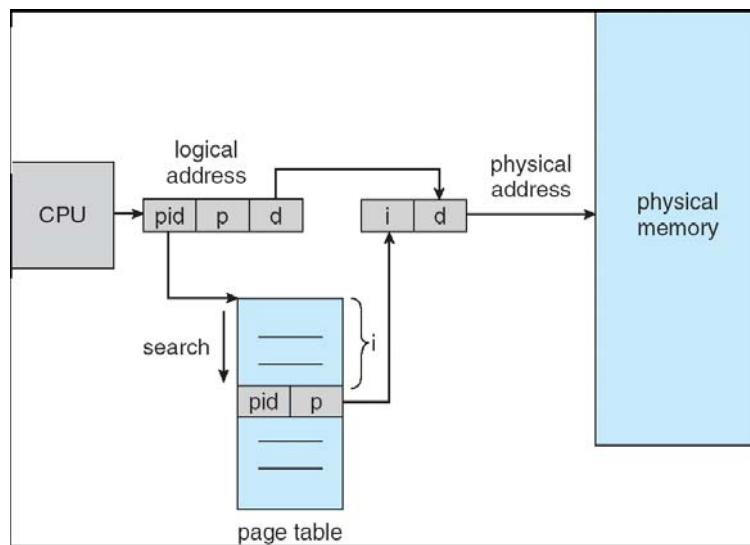 logical
address
physical
address
CPU
pid p d
i d
physical
memory
search
i
pid p
page table